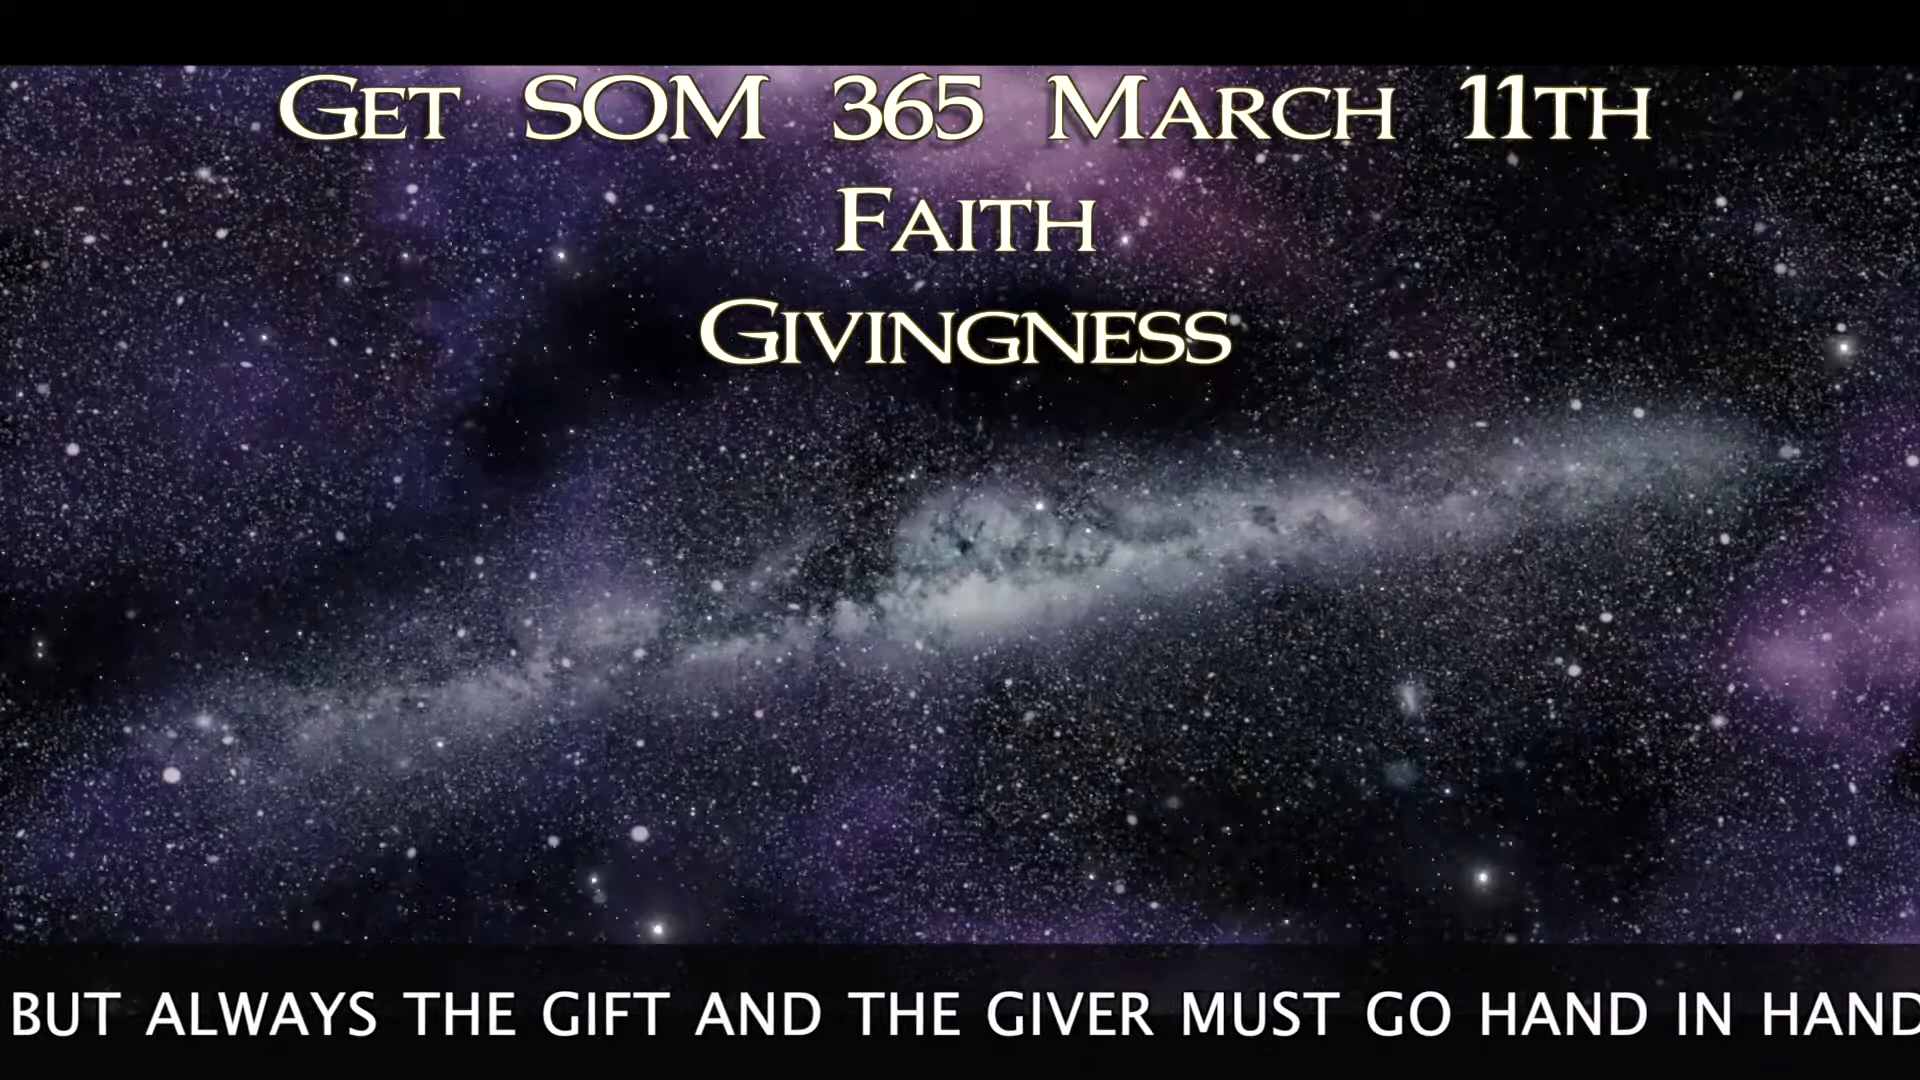 Get SOM 365 March 11th
Faith
Givingness
BUT ALWAYS THE GIFT AND THE GIVER MUST GO HAND IN HAND